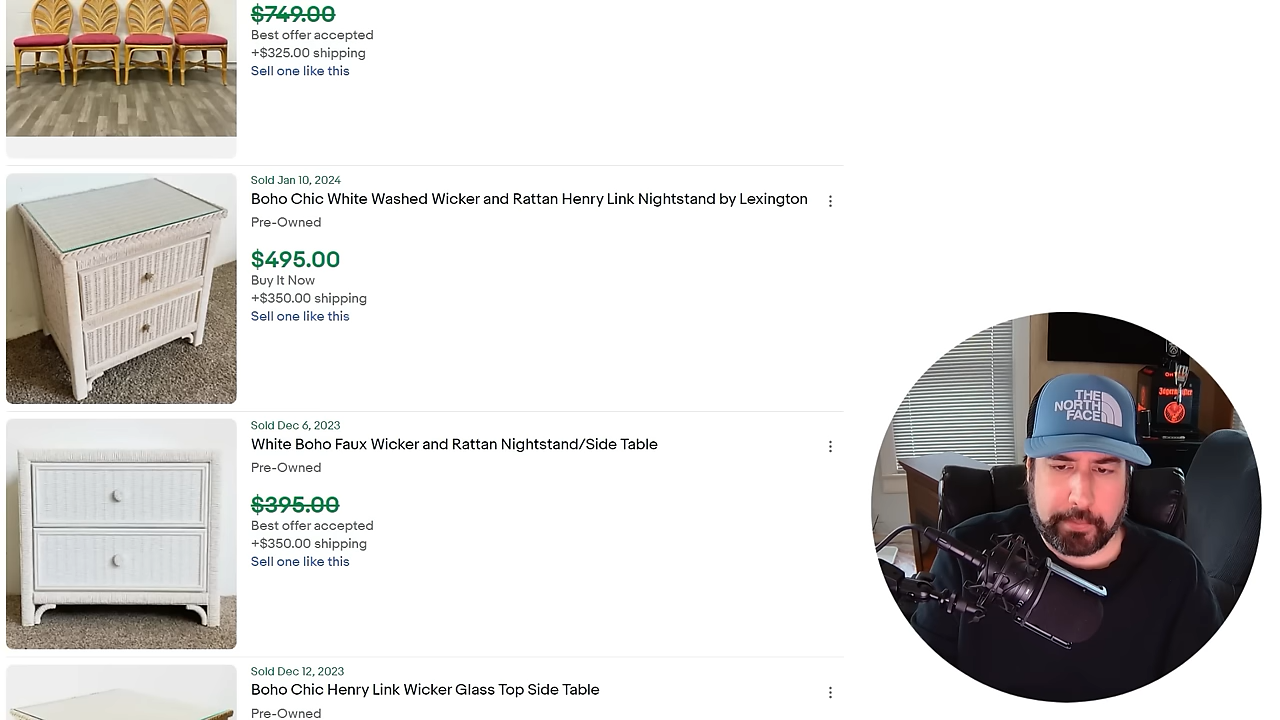 $749.00
Best offer accepted
+$325.00 shipping
Sell one like this
Sold Jan 10, 2024
Boho Chic White Washed Wicker and Rattan Henry Link Nightstand by Lexington
Pre-Owned
$495.00
Buy It Now
+$350.00 shipping
Sell one like this
Sold Dec 6, 2023
White Boho Faux Wicker and Rattan Nightstand/Side Table
Pre-Owned
$395.00
Best offer accepted
+$350.00 shipping
Sell one like this
Sold Dec 12, 2023
Boho Chic Henry Link Wicker Glass Top Side Table
Pre-Owned
THE
NORTH
FACE
Jägermeister